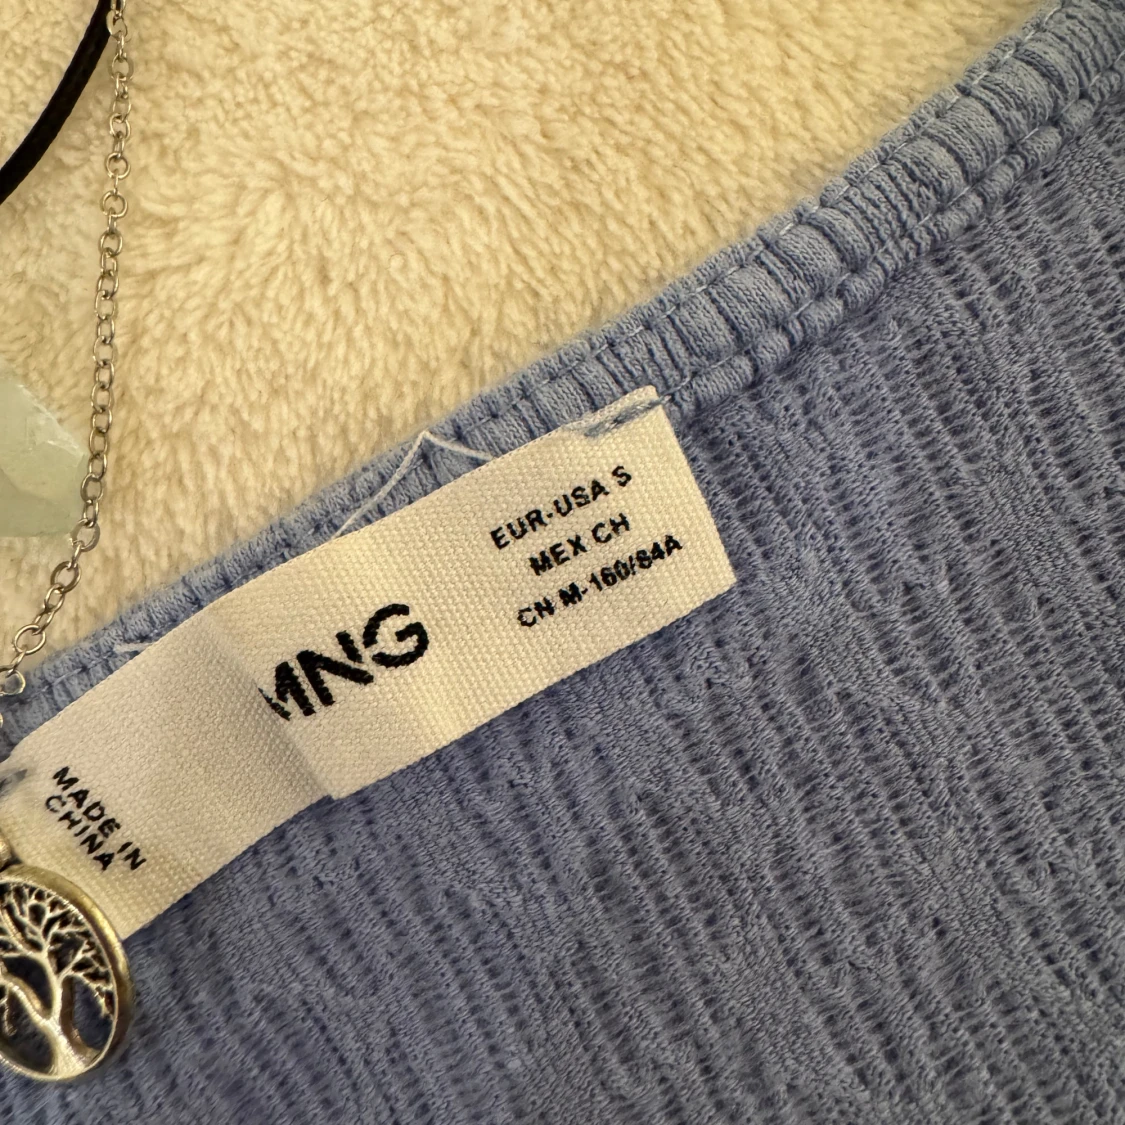 EUR-USA S
MEX CH
CN M-160/84A
MNG
MADE IN
CHINA